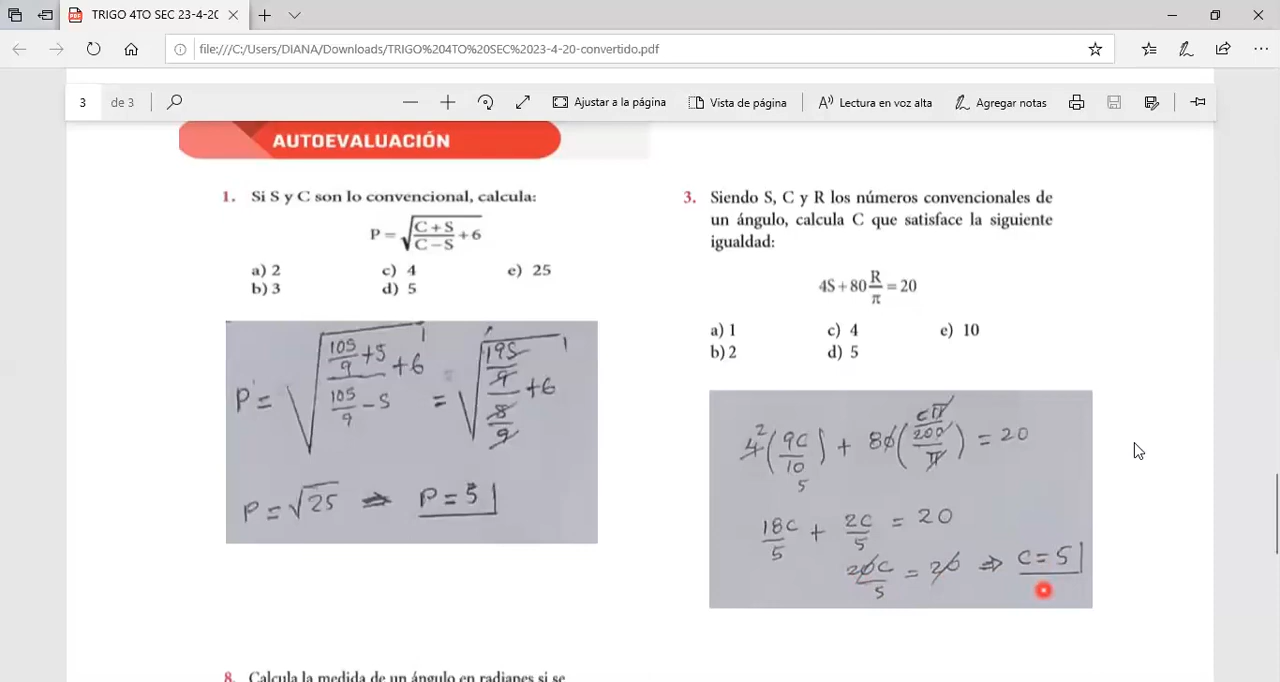 TRIGO 4TO SEC 23-4-20
file:///C:/Users/DIANA/Downloads/TRIGO%204TO%20SEC%2023-4-20-convertido.pdf
3 de 3 Ajustar a la página Vista de página Lectura en voz alta Agregar notas
AUTOEVALUACIÓN
1. Si S y C son lo convencional, calcula:
P = √((C + S)/(C − S) + 6)
a) 2 c) 4 e) 25
b) 3 d) 5
P = √((10S/9 + S)/(10S/9 − S) + 6) = √((19S/9)/(S/9) + 6)
P = √25 ⇒ P = 5
3. Siendo S, C y R los números convencionales de
un ángulo, calcula C que satisface la siguiente
igualdad:
4S + 80 R/π = 20
a) 1 c) 4 e) 10
b) 2 d) 5
4(9C/10) + 80((Cπ/200)/π) = 20
2
5
18C/5 + 2C/5 = 20
20C/5 = 20 ⇒ C = 5
8. Calcula la medida de un ángulo en radianes si se